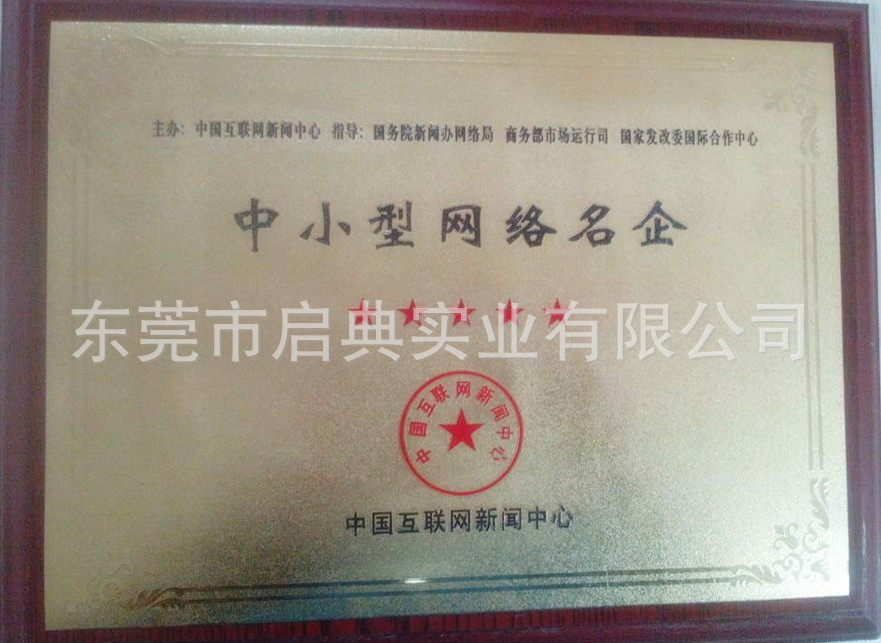 主办：中国互联网新闻中心 指导：国务院新闻办网络局 商务部市场运行司 国家发改委国际合作中心
中小型网络名企
东莞市启典实业有限公司
中国互联网新闻中心
中国互联网新闻中心